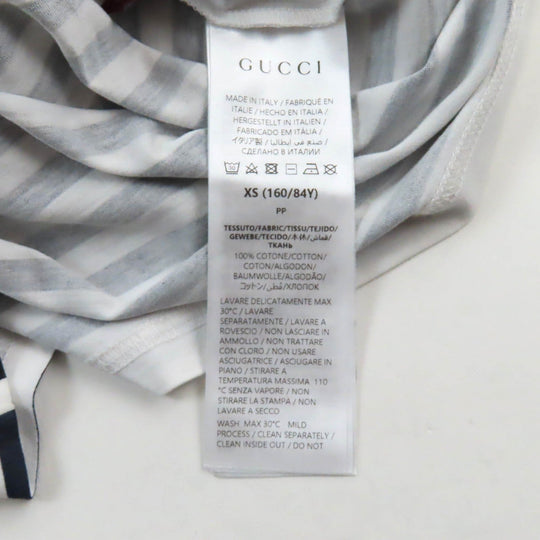 GUCCI
MADE IN ITALY / FABRIQUÉ EN
ITALIE / HECHO EN ITALIA /
HERGESTELLT IN ITALIEN /
FABRICADO EM ITÁLIA /
イタリア製 / صنع في ايطاليا /
СДЕЛАНО В ИТАЛИИ
XS (160/84Y)
PP
TESSUTO/FABRIC/TISSU/TEJIDO/
GEWEBE/TECIDO/本体/قماش/
ТКАНЬ
100% COTONE/COTTON/
COTON/ALGODON/
BAUMWOLLE/ALGODÃO/
コットン/قطن/ХЛОПОК
LAVARE DELICATAMENTE MAX
30°C / LAVARE
SEPARATAMENTE / LAVARE A
ROVESCIO / NON LASCIARE IN
AMMOLLO / NON TRATTARE
CON CLORO / NON USARE
ASCIUGATRICE / ASCIUGARE IN
PIANO / STIRARE A
TEMPERATURA MASSIMA 110
°C SENZA VAPORE / NON
STIRARE LA STAMPA / NON
LAVARE A SECCO
WASH MAX 30°C MILD
PROCESS / CLEAN SEPARATELY /
CLEAN INSIDE OUT / DO NOT